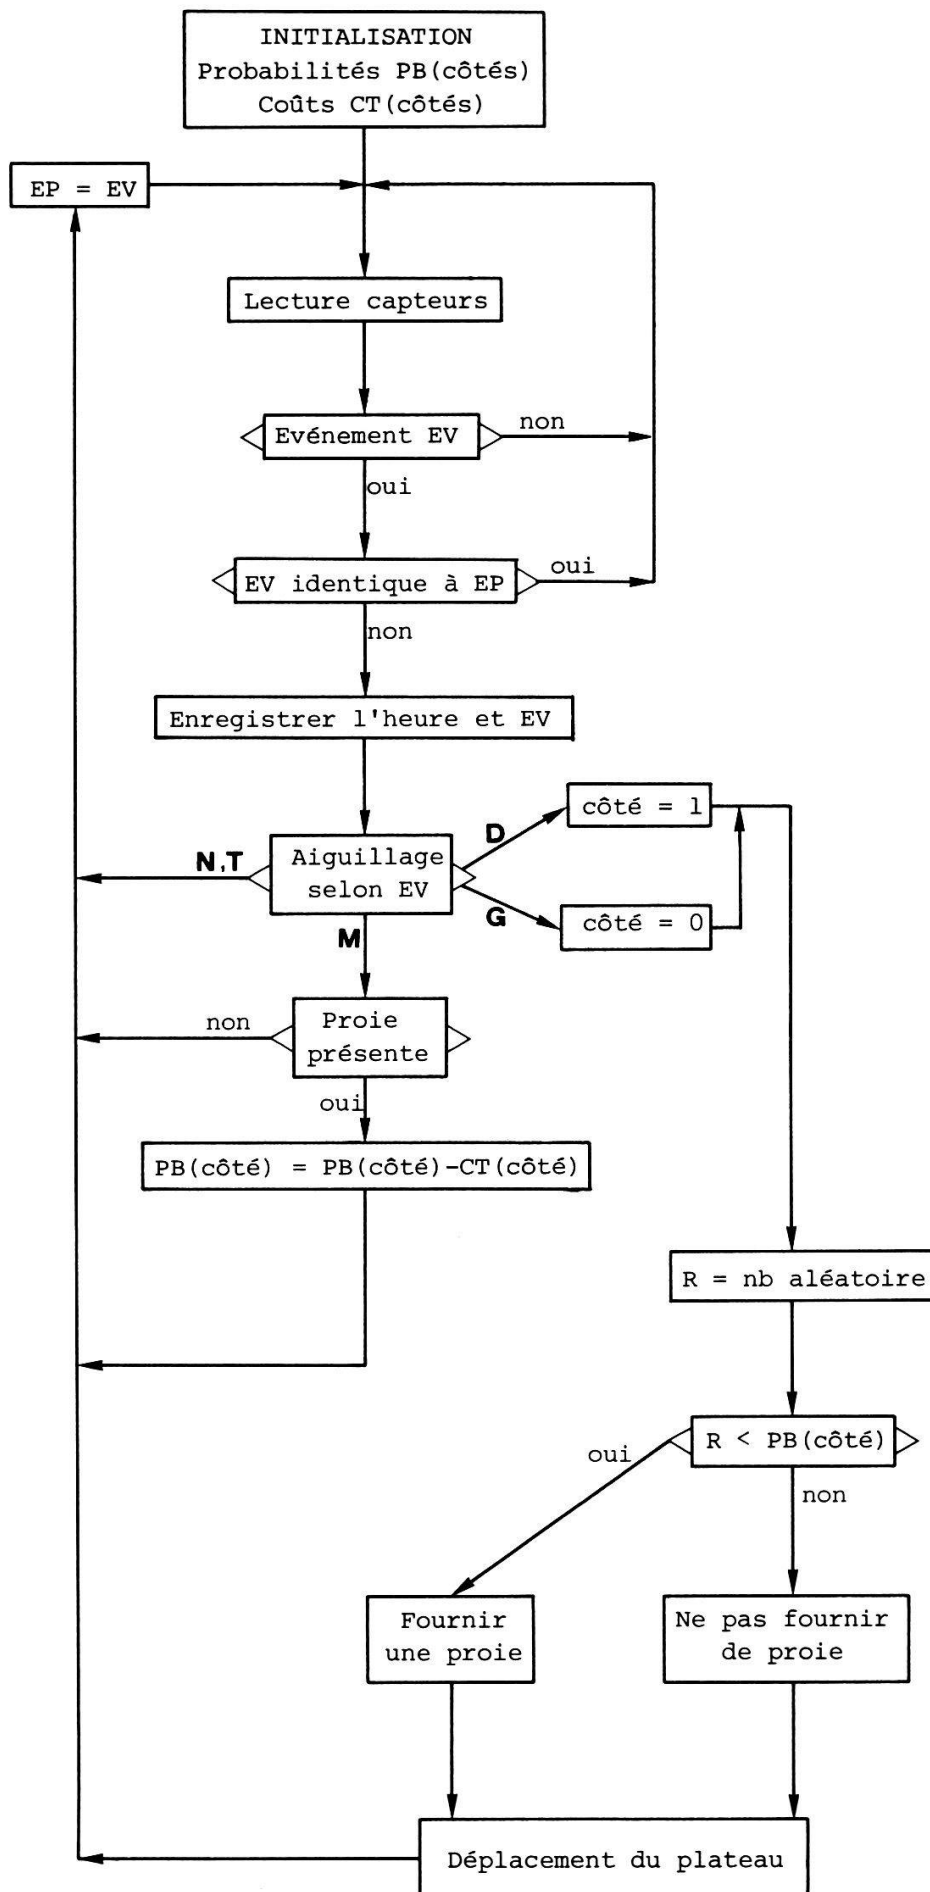 INITIALISATION
Probabilités PB(côtés)
Coûts CT(côtés)
EP = EV
Lecture capteurs
Evénement EV
non
oui
EV identique à EP
oui
non
Enregistrer l'heure et EV
côté = 1
D
N,T
Aiguillage
selon EV
G
côté = 0
M
non
Proie
présente
oui
PB(côté) = PB(côté)-CT(côté)
R = nb aléatoire
R < PB(côté)
oui
non
Fournir
une proie
Ne pas fournir
de proie
Déplacement du plateau